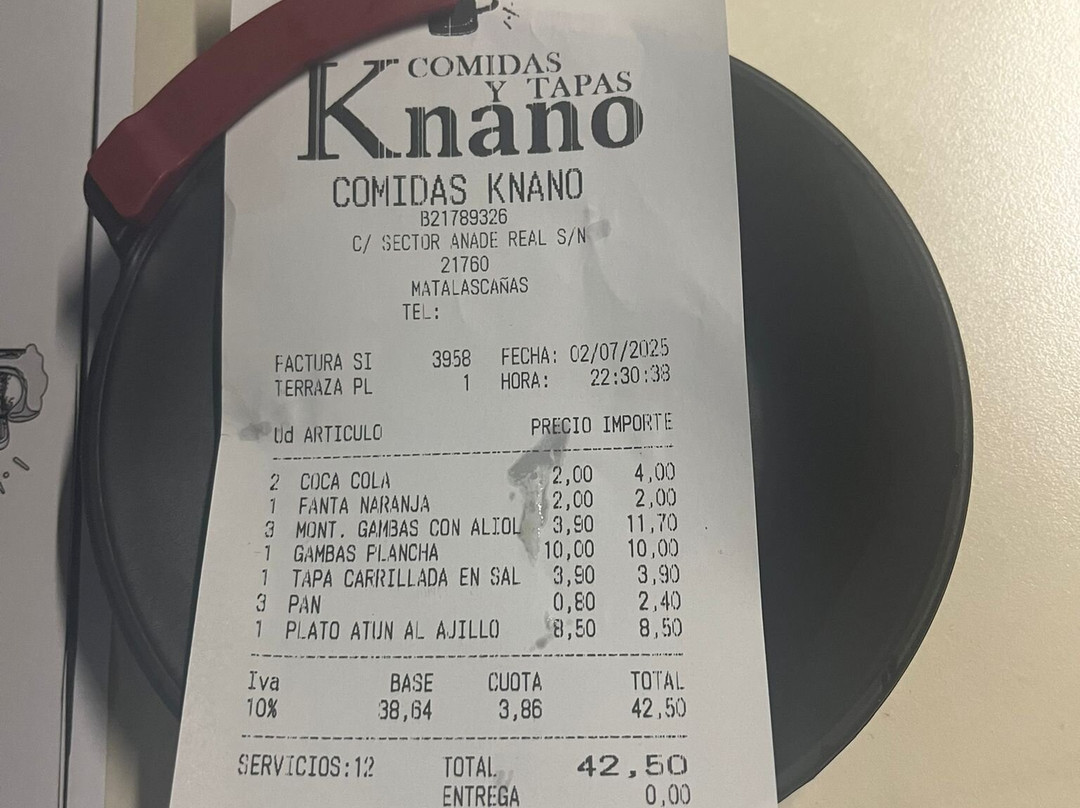 COMIDAS
Y TAPAS
Knano
COMIDAS KNANO
B21789326
C/ SECTOR ANADE REAL S/N
21760
MATALASCAÑAS
TEL:
FACTURA SI 3958 FECHA: 02/07/2025
TERRAZA PL 1 HORA: 22:30:38
Ud ARTICULO PRECIO IMPORTE
2 COCA COLA 2,00 4,00
1 FANTA NARANJA 2,00 2,00
3 MONT. GAMBAS CON ALIOL 3,90 11,70
1 GAMBAS PLANCHA 10,00 10,00
1 TAPA CARRILLADA EN SAL 3,90 3,90
3 PAN 0,80 2,40
1 PLATO ATUN AL AJILLO 8,50 8,50
Iva BASE CUOTA TOTAL
10% 38,64 3,86 42,50
SERVICIOS:12 TOTAL 42,50
ENTREGA 0,00